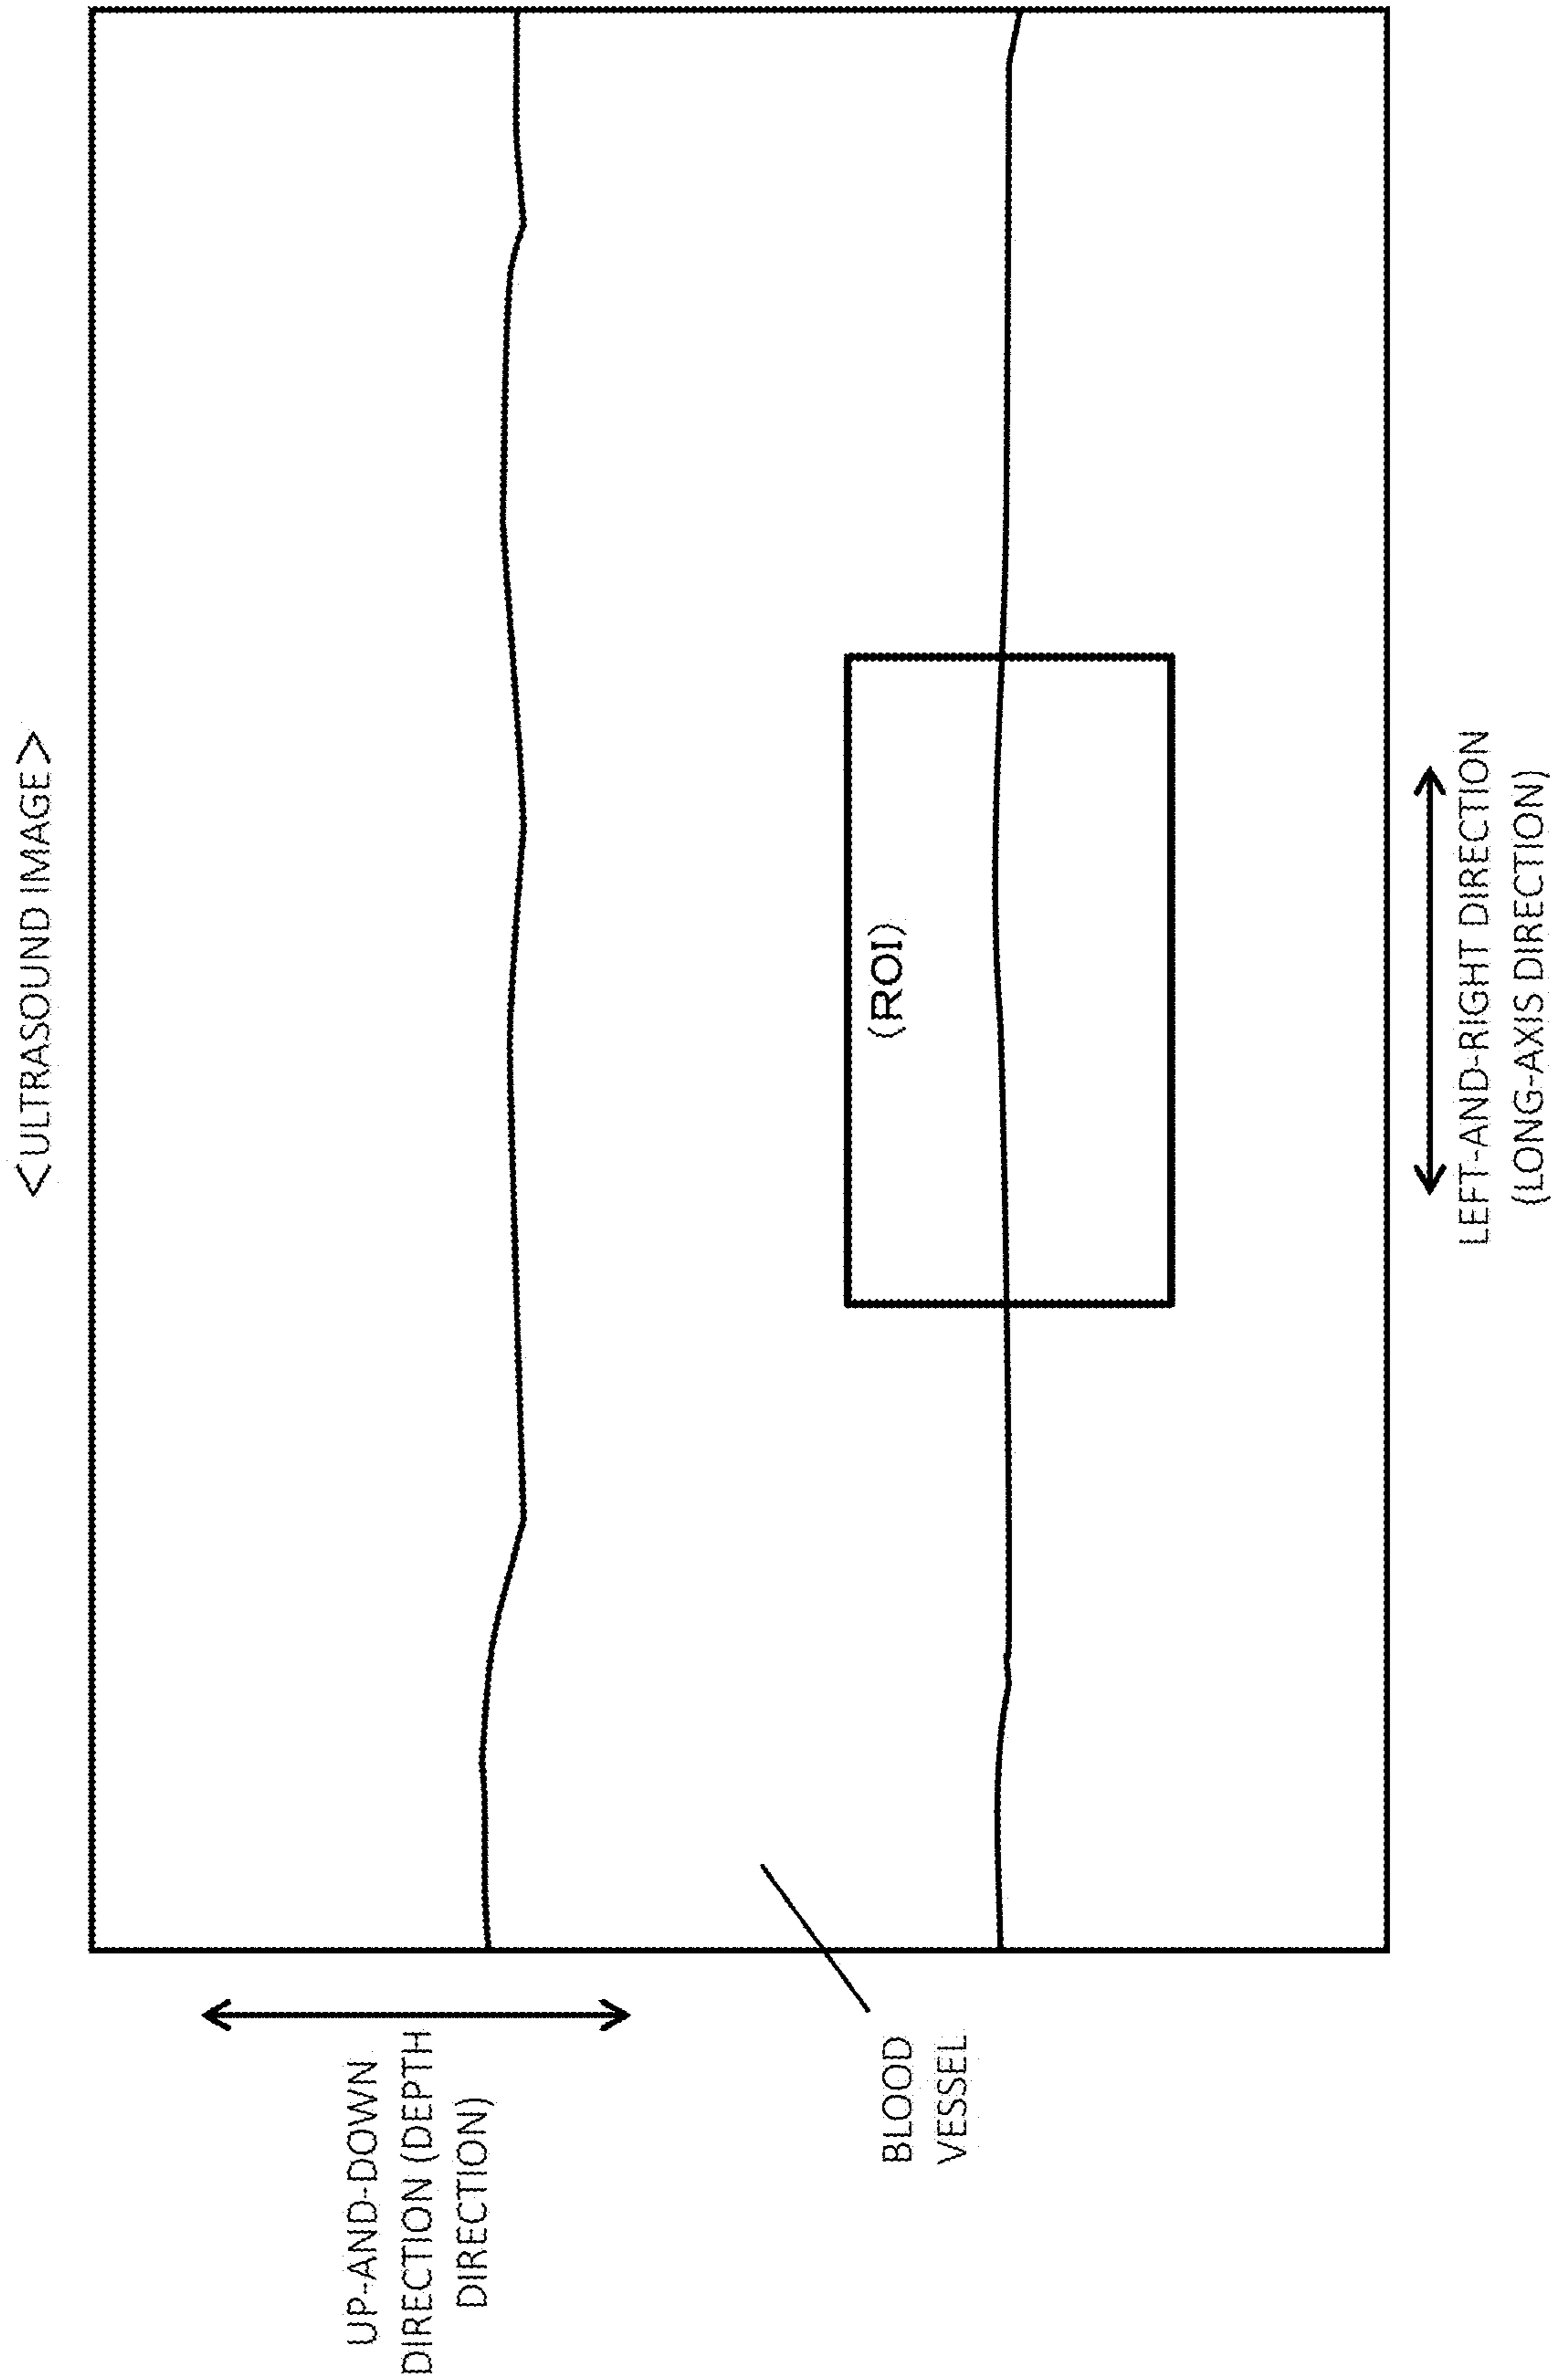 <ULTRASOUND IMAGE>
(ROI)
UP-AND-DOWN
DIRECTION (DEPTH
DIRECTION)
BLOOD
VESSEL
LEFT-AND-RIGHT DIRECTION
(LONG-AXIS DIRECTION)